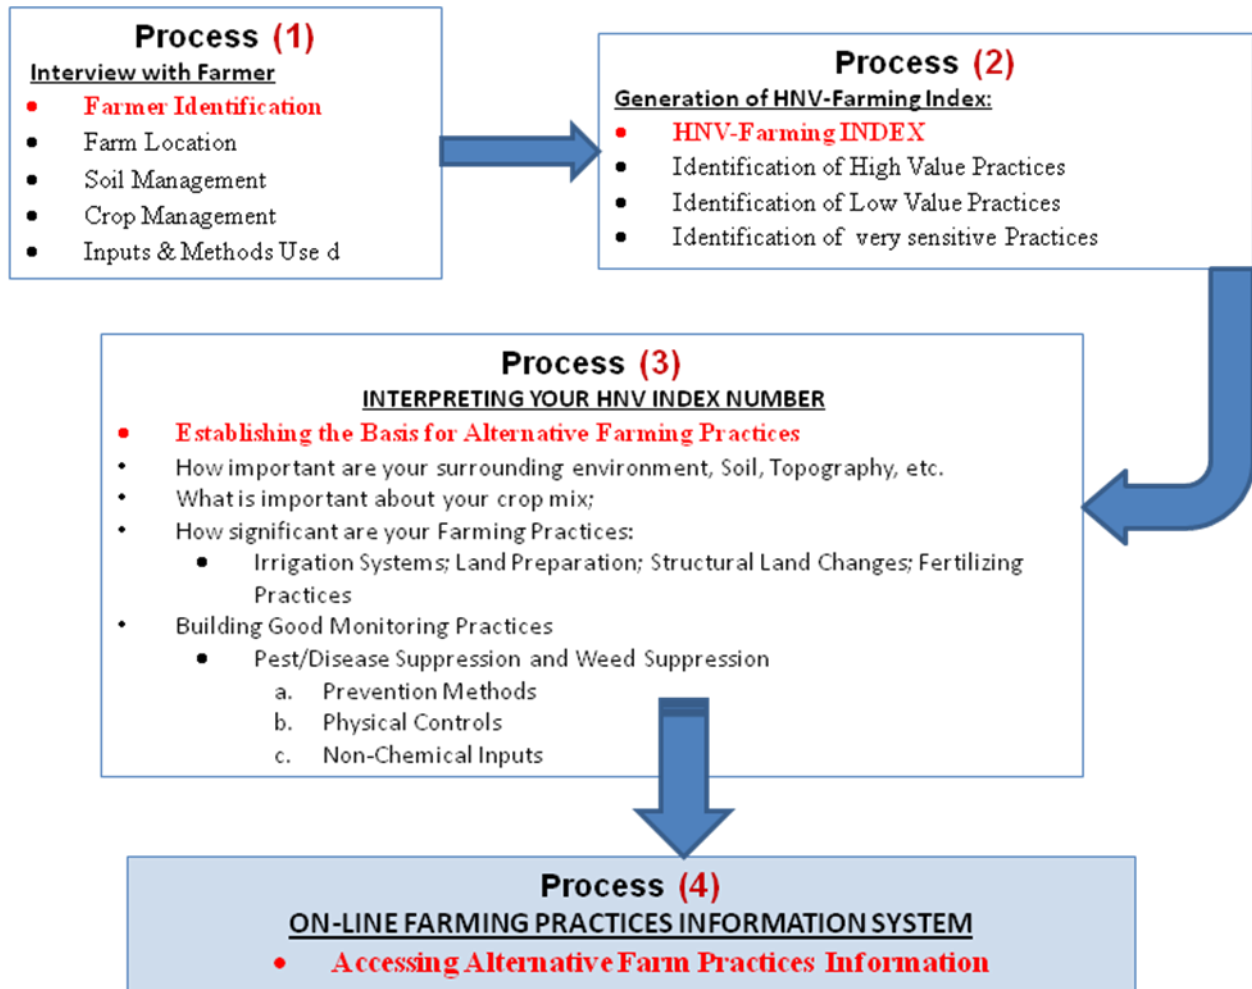 Process (1)
Interview with Farmer
• Farmer Identification
• Farm Location
• Soil Management
• Crop Management
• Inputs & Methods Use d
Process (2)
Generation of HNV-Farming Index:
• HNV-Farming INDEX
• Identification of High Value Practices
• Identification of Low Value Practices
• Identification of very sensitive Practices
Process (3)
INTERPRETING YOUR HNV INDEX NUMBER
• Establishing the Basis for Alternative Farming Practices
• How important are your surrounding environment, Soil, Topography, etc.
• What is important about your crop mix;
• How significant are your Farming Practices:
• Irrigation Systems; Land Preparation; Structural Land Changes; Fertilizing
Practices
• Building Good Monitoring Practices
• Pest/Disease Suppression and Weed Suppression
a. Prevention Methods
b. Physical Controls
c. Non-Chemical Inputs
Process (4)
ON-LINE FARMING PRACTICES INFORMATION SYSTEM
• Accessing Alternative Farm Practices Information